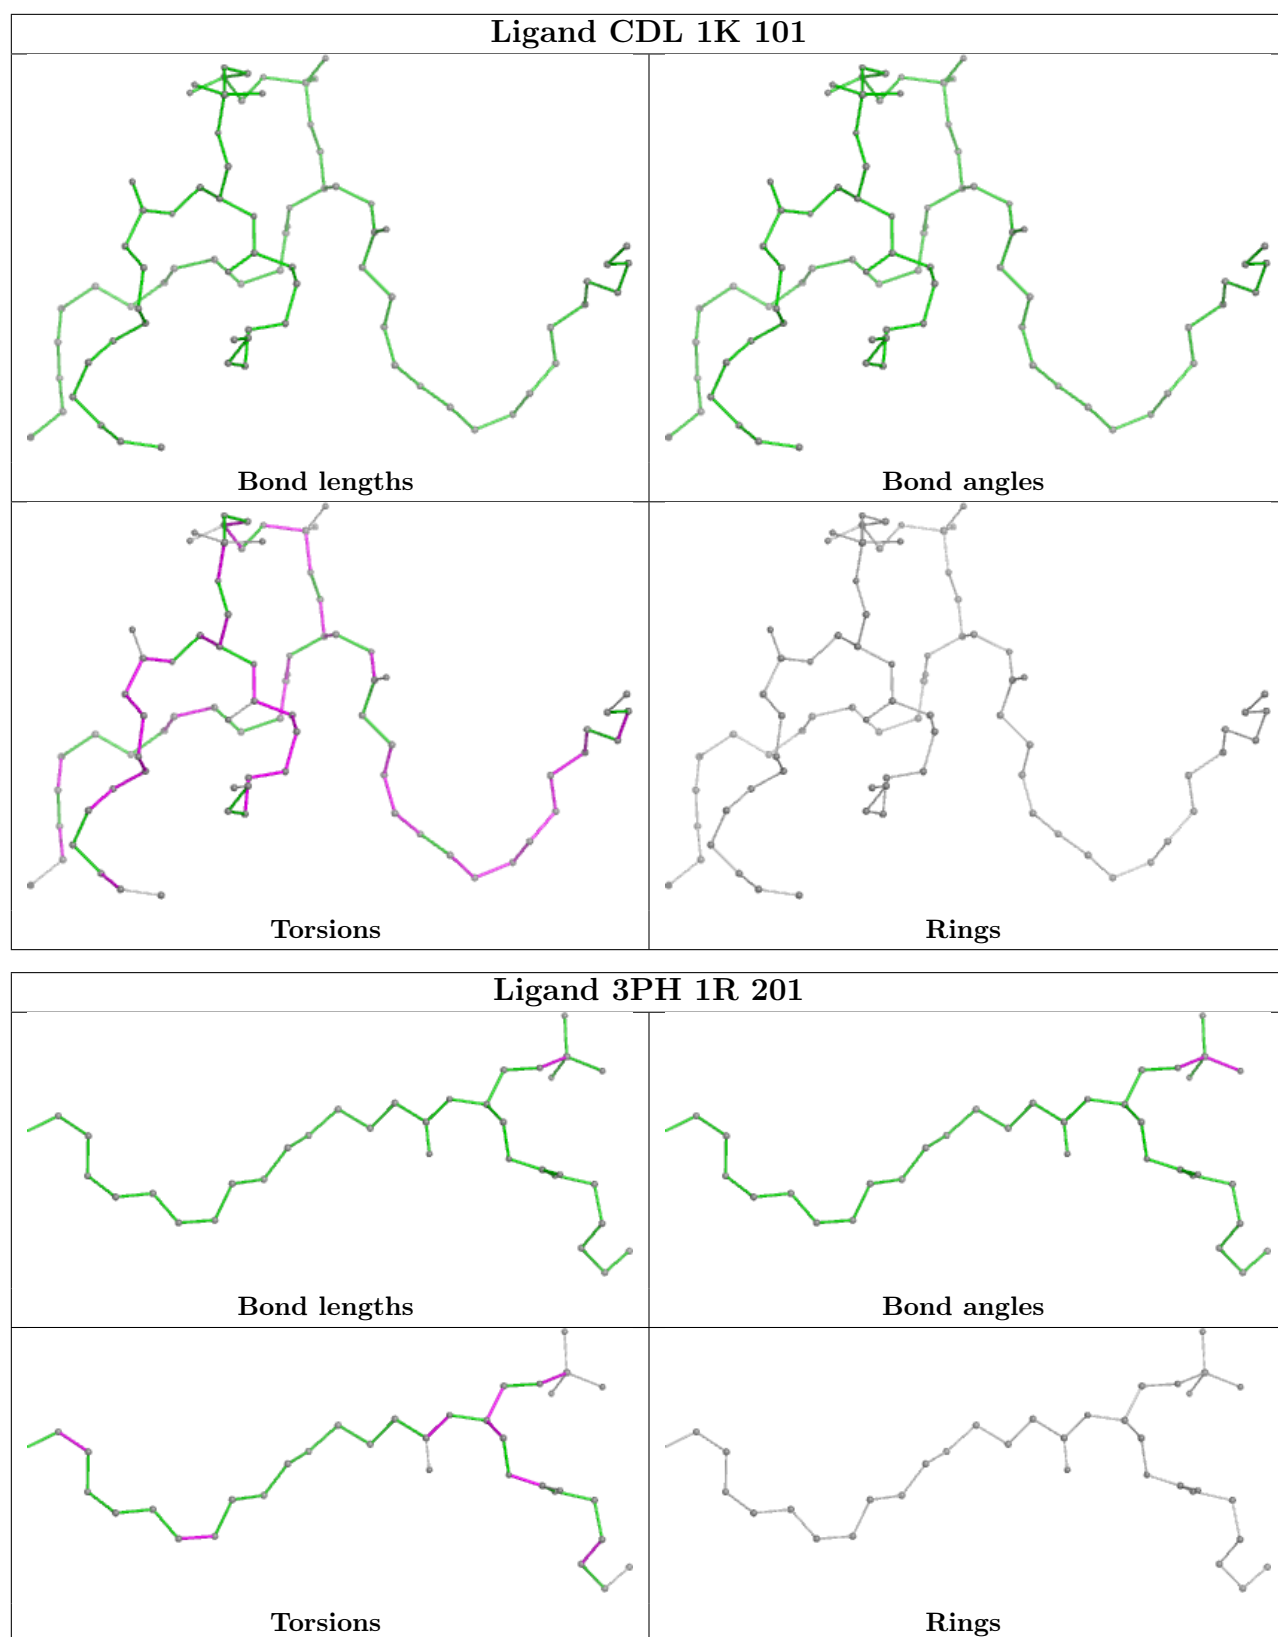 Ligand CDL 1K 101
Bond lengths
Bond angles
Torsions
Rings
Ligand 3PH 1R 201
Bond lengths
Bond angles
Torsions
Rings